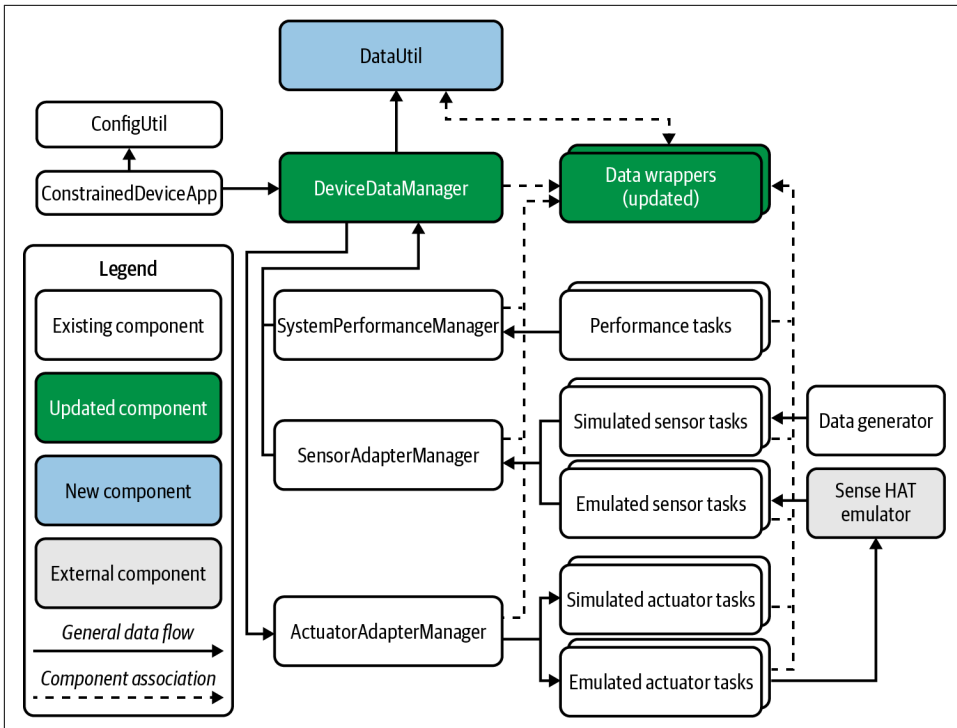 DataUtil
ConfigUtil
ConstrainedDeviceApp
DeviceDataManager
Data wrappers
(updated)
Legend
Existing component
Updated component
New component
External component
General data flow
Component association
SystemPerformanceManager
Performance tasks
SensorAdapterManager
Simulated sensor tasks
Data generator
Emulated sensor tasks
Sense HAT
emulator
ActuatorAdapterManager
Simulated actuator tasks
Emulated actuator tasks